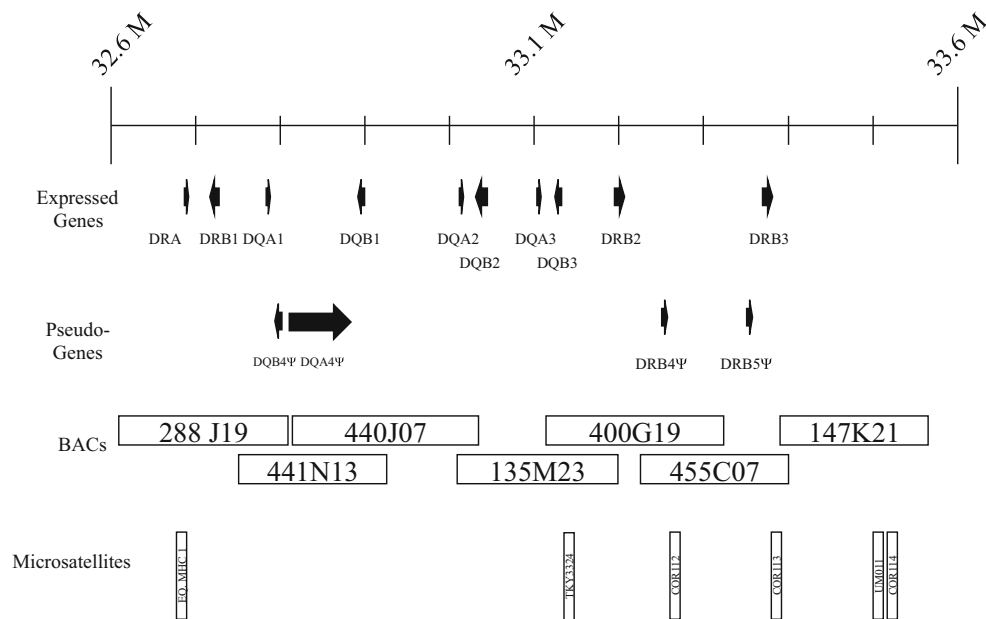 32.6 M
33.1 M
33.6 M
Expressed
Genes
DRA
DRB1
DQA1
DQB1
DQA2
DQB2
DQA3
DQB3
DRB2
DRB3
Pseudo-
Genes
DQB4Ψ
DQA4Ψ
DRB4Ψ
DRB5Ψ
BACs
288 J19
440J07
400G19
147K21
441N13
135M23
455C07
Microsatellites
EQ. MHC 1
TKY3324
COR112
COR113
UM011
COR114